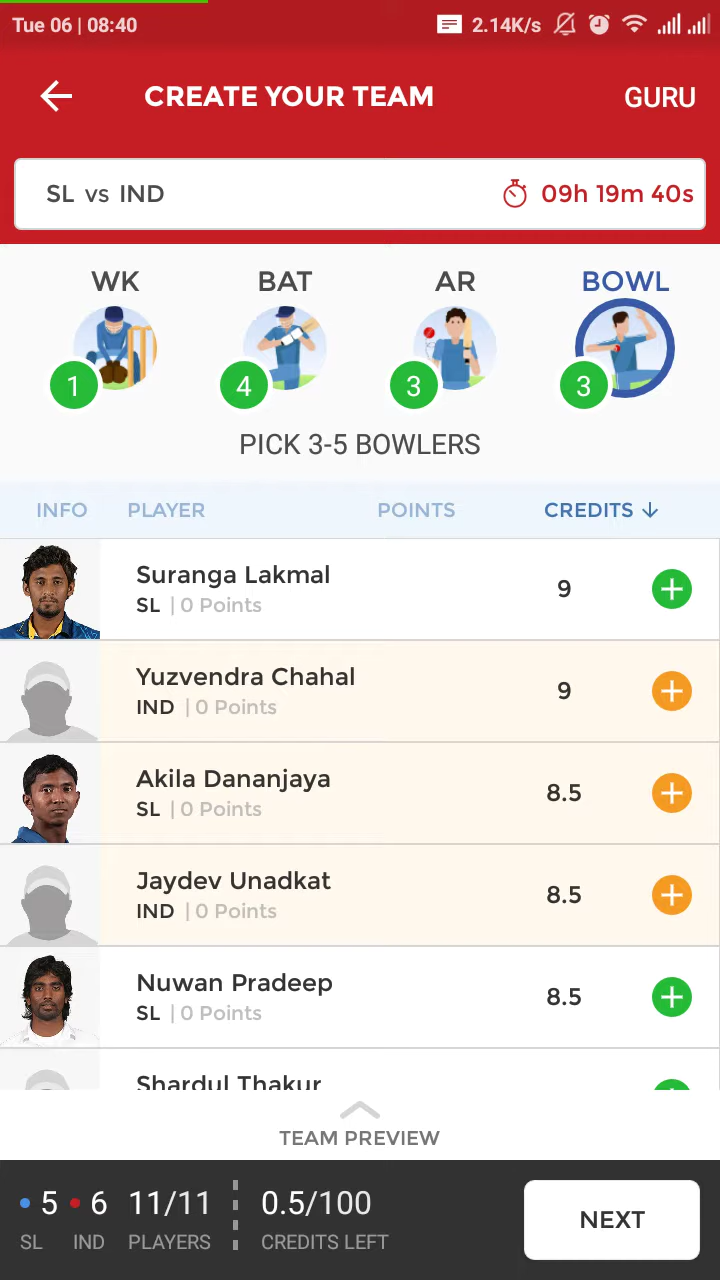 Tue 06 | 08:40 2.14K/s
CREATE YOUR TEAM GURU
SL vs IND 09h 19m 40s
WK BAT AR BOWL
1 4 3 3
PICK 3-5 BOWLERS
INFO PLAYER POINTS CREDITS ↓
Suranga Lakmal
SL | 0 Points 9
Yuzvendra Chahal
IND | 0 Points 9
Akila Dananjaya
SL | 0 Points 8.5
Jaydev Unadkat
IND | 0 Points 8.5
Nuwan Pradeep
SL | 0 Points 8.5
Shardul Thakur
TEAM PREVIEW
5 6 11/11 0.5/100
SL IND PLAYERS CREDITS LEFT
NEXT